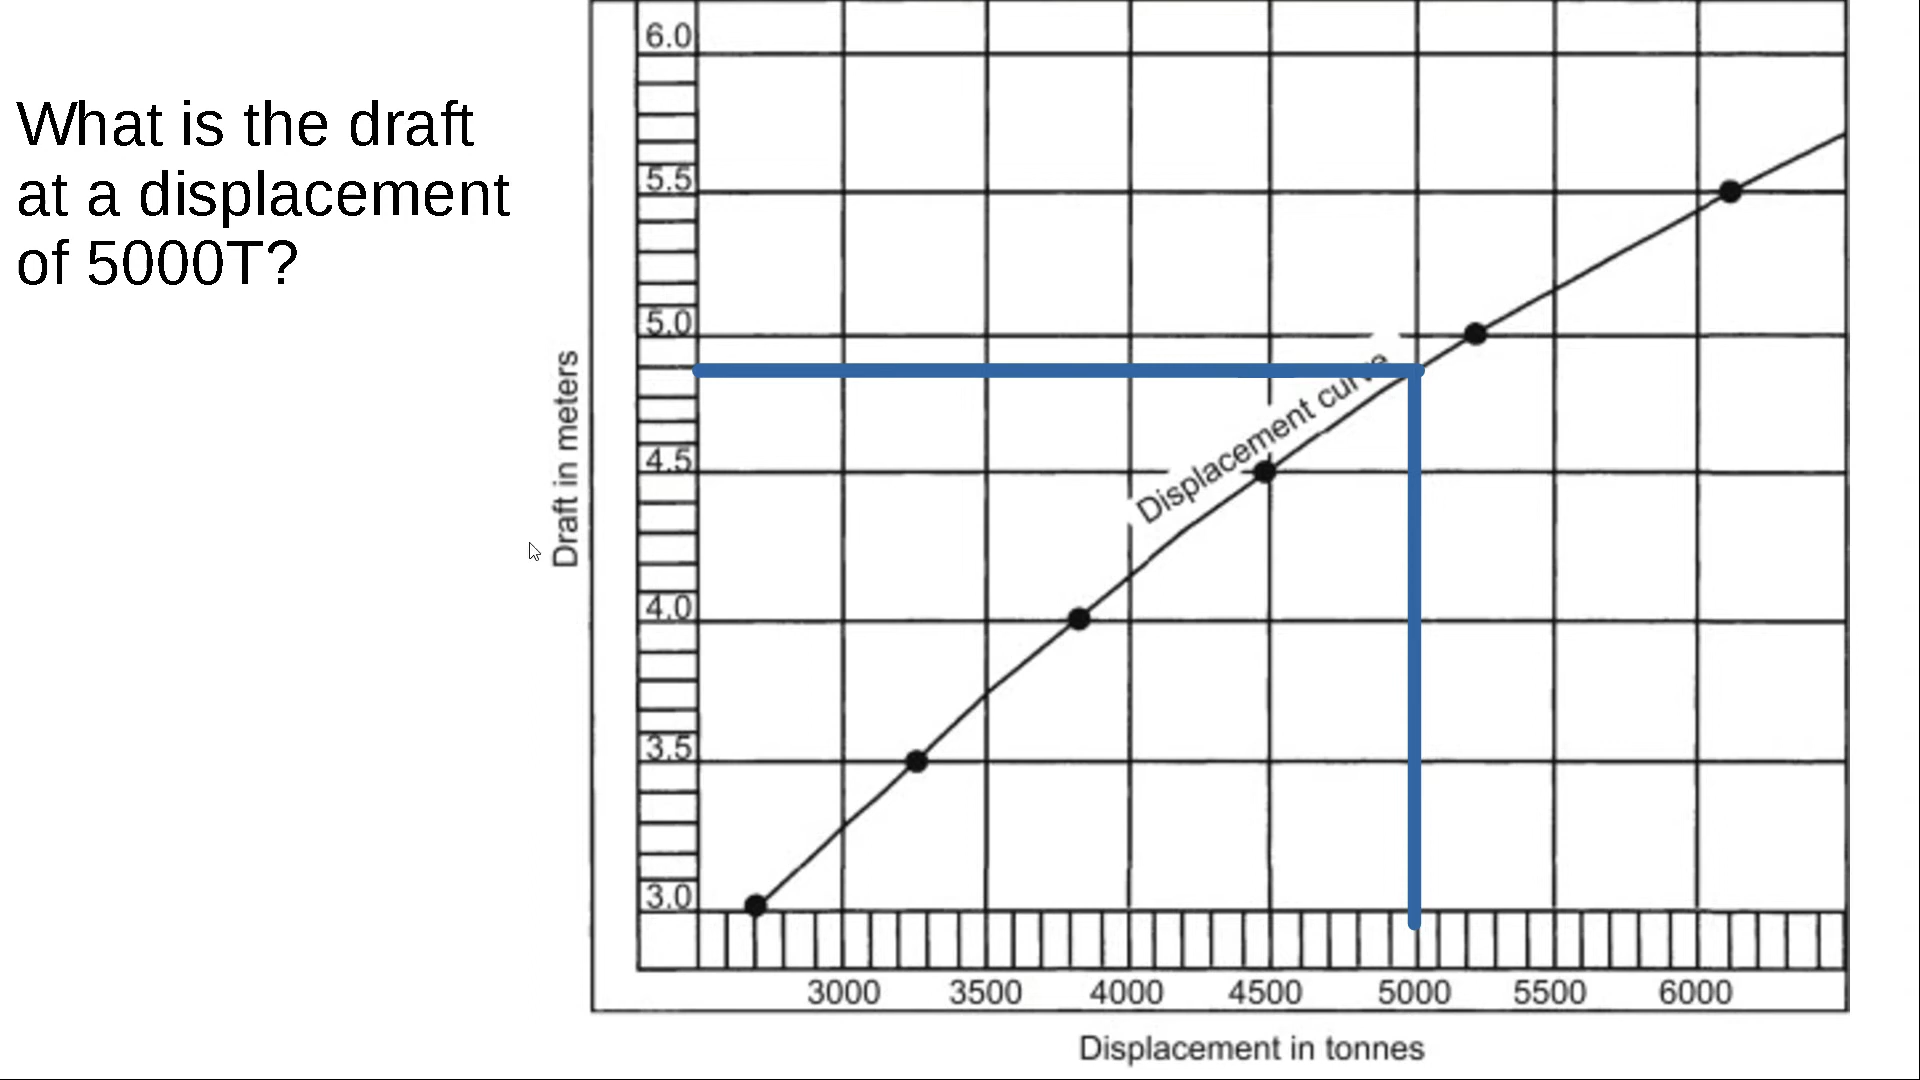 What is the draft
at a displacement
of 5000T?
Draft in meters
6.0
5.5
5.0
4.5
4.0
3.5
3.0
Displacement curve
3000 3500 4000 4500 5000 5500 6000
Displacement in tonnes